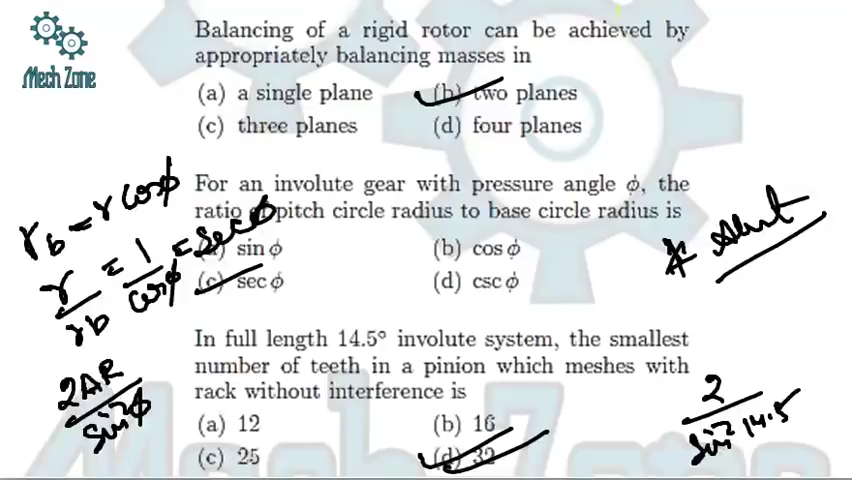 Mech Zone
Balancing of a rigid rotor can be achieved by
appropriately balancing masses in
(a) a single plane (b) two planes
(c) three planes (d) four planes
For an involute gear with pressure angle ϕ, the
ratio of pitch circle radius to base circle radius is
(a) sin ϕ (b) cos ϕ
(c) sec ϕ (d) csc ϕ
r_b = r cosϕ
r/r_b = 1/cosϕ = secϕ
In full length 14.5° involute system, the smallest
number of teeth in a pinion which meshes with
rack without interference is
(a) 12 (b) 16
(c) 25 (d) 32
2AR/sin²ϕ
2/sin²14.5